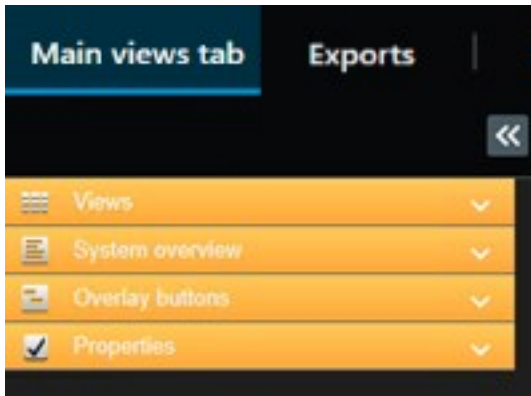 Main views tab Exports
Views
System overview
Overlay buttons
Properties